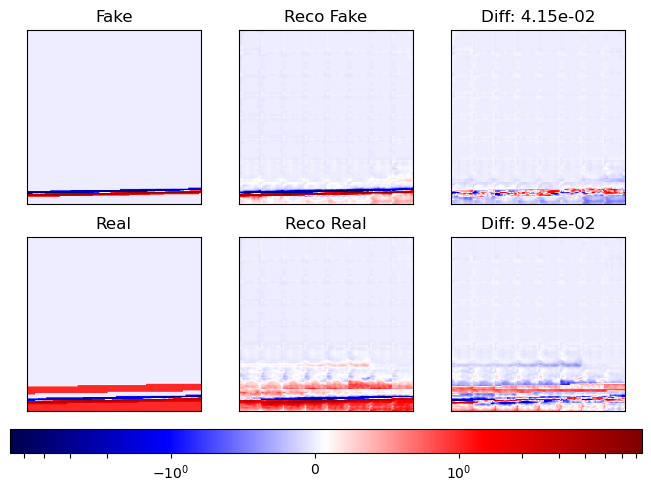 Fake Reco Fake Diff: 4.15e-02
Real Reco Real Diff: 9.45e-02
−10⁰ 0 10⁰